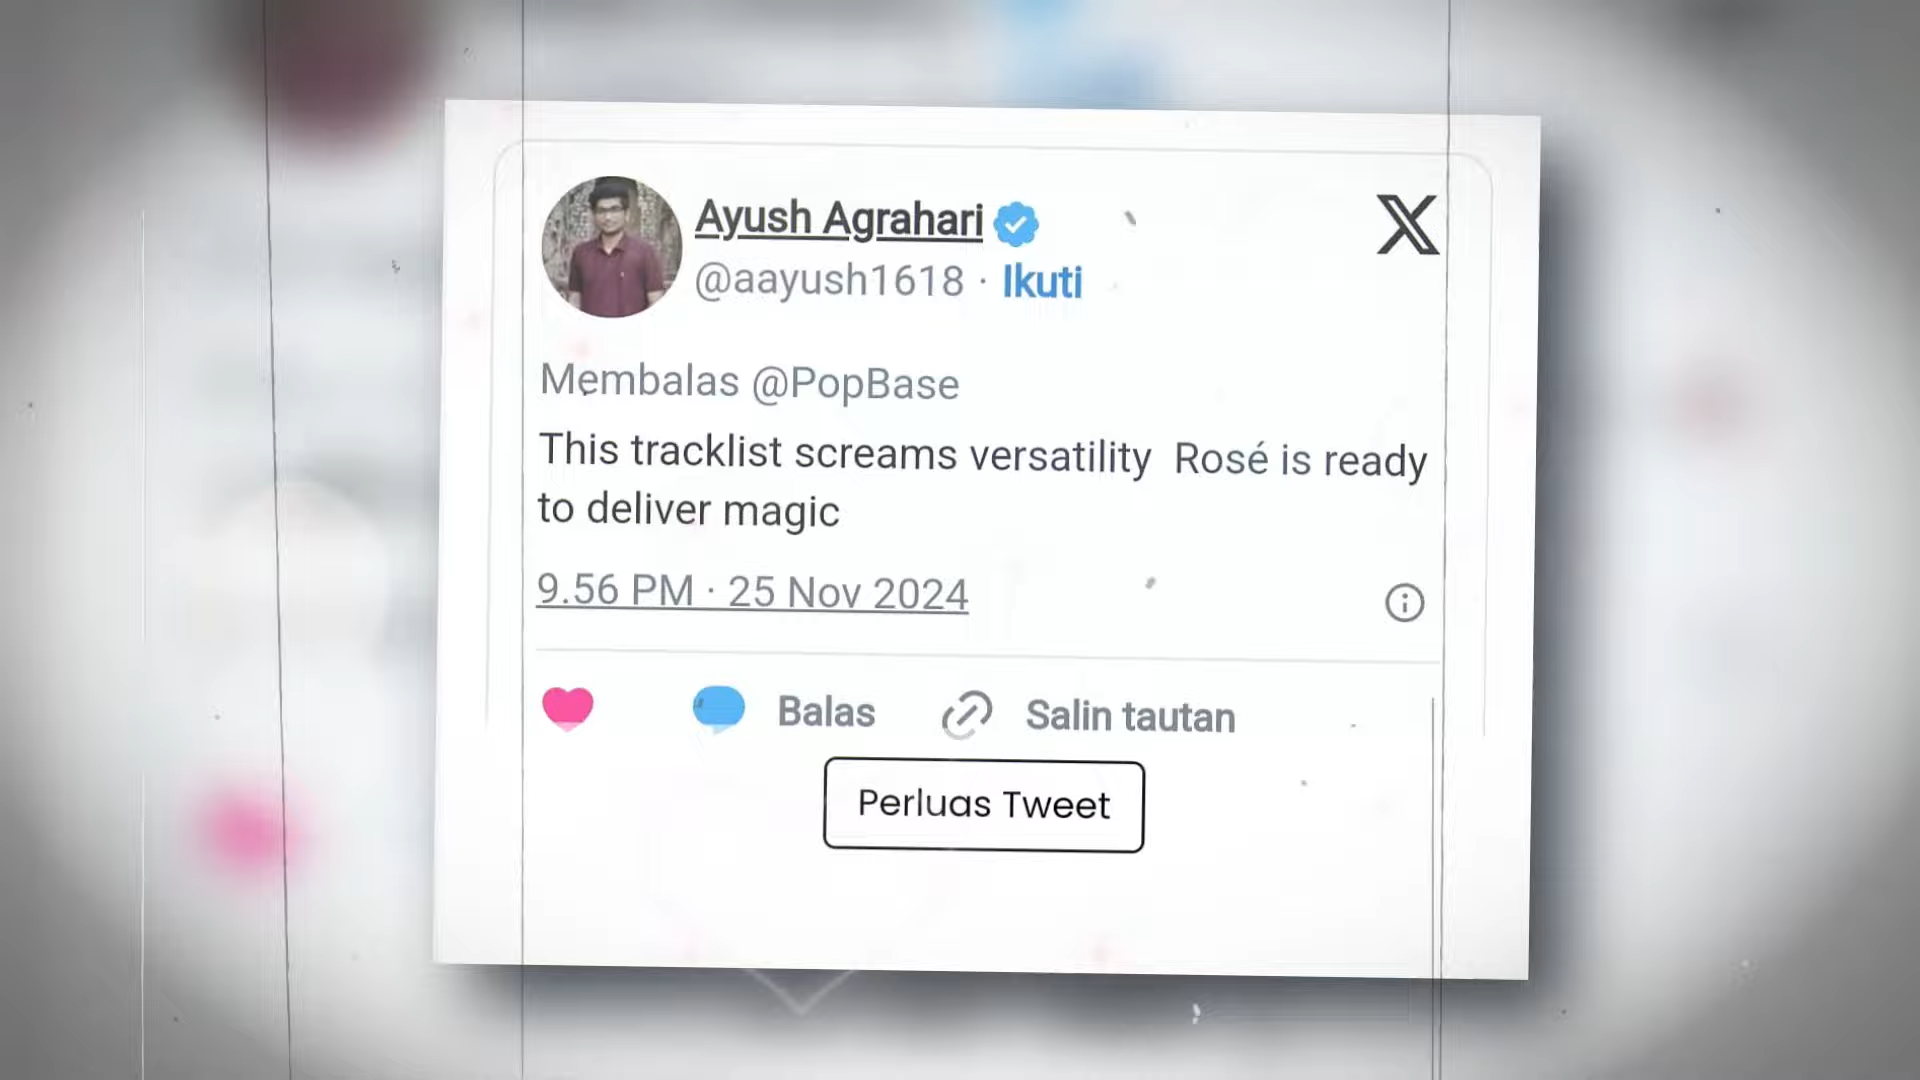 Ayush Agrahari
@aayush1618 · Ikuti
Membalas @PopBase
This tracklist screams versatility Rosé is ready
to deliver magic
9.56 PM · 25 Nov 2024
Balas
Salin tautan
Perluas Tweet